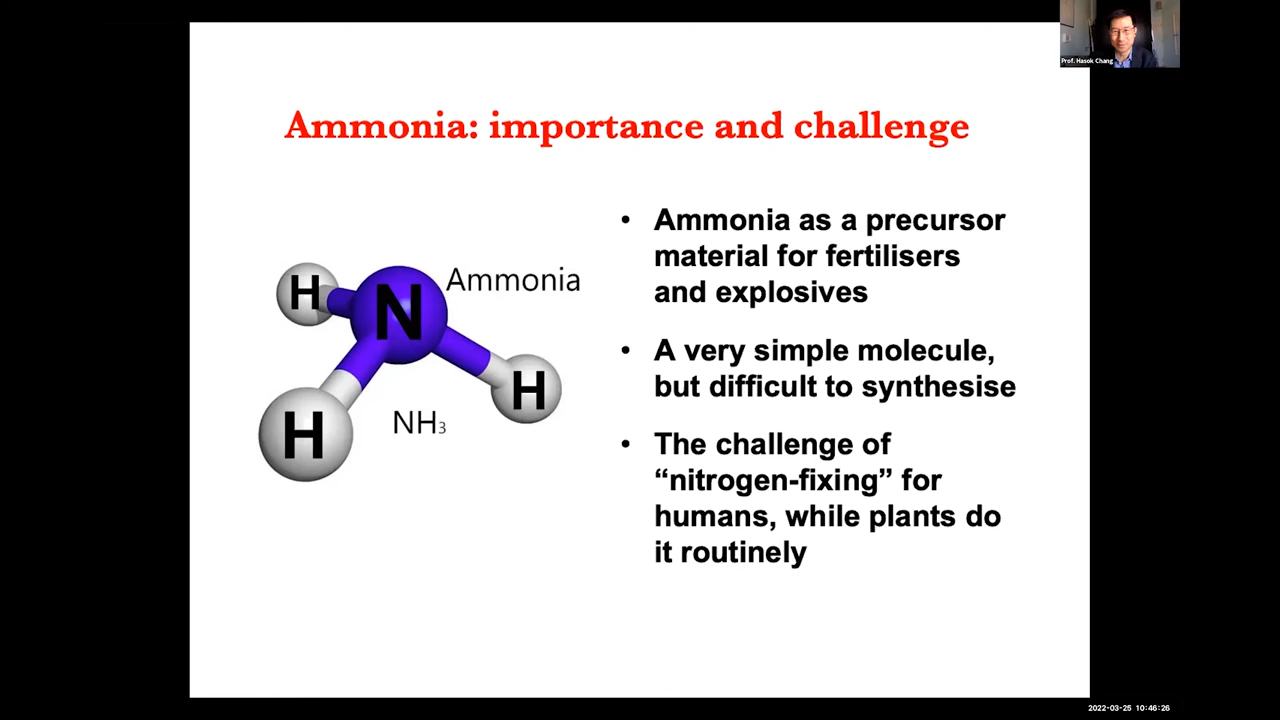 Prof. Hasok Chang
Ammonia: importance and challenge
H
N
Ammonia
H
H
NH₃
• Ammonia as a precursor
material for fertilisers
and explosives
• A very simple molecule,
but difficult to synthesise
• The challenge of
“nitrogen-fixing” for
humans, while plants do
it routinely
2022-03-25 10:46:26